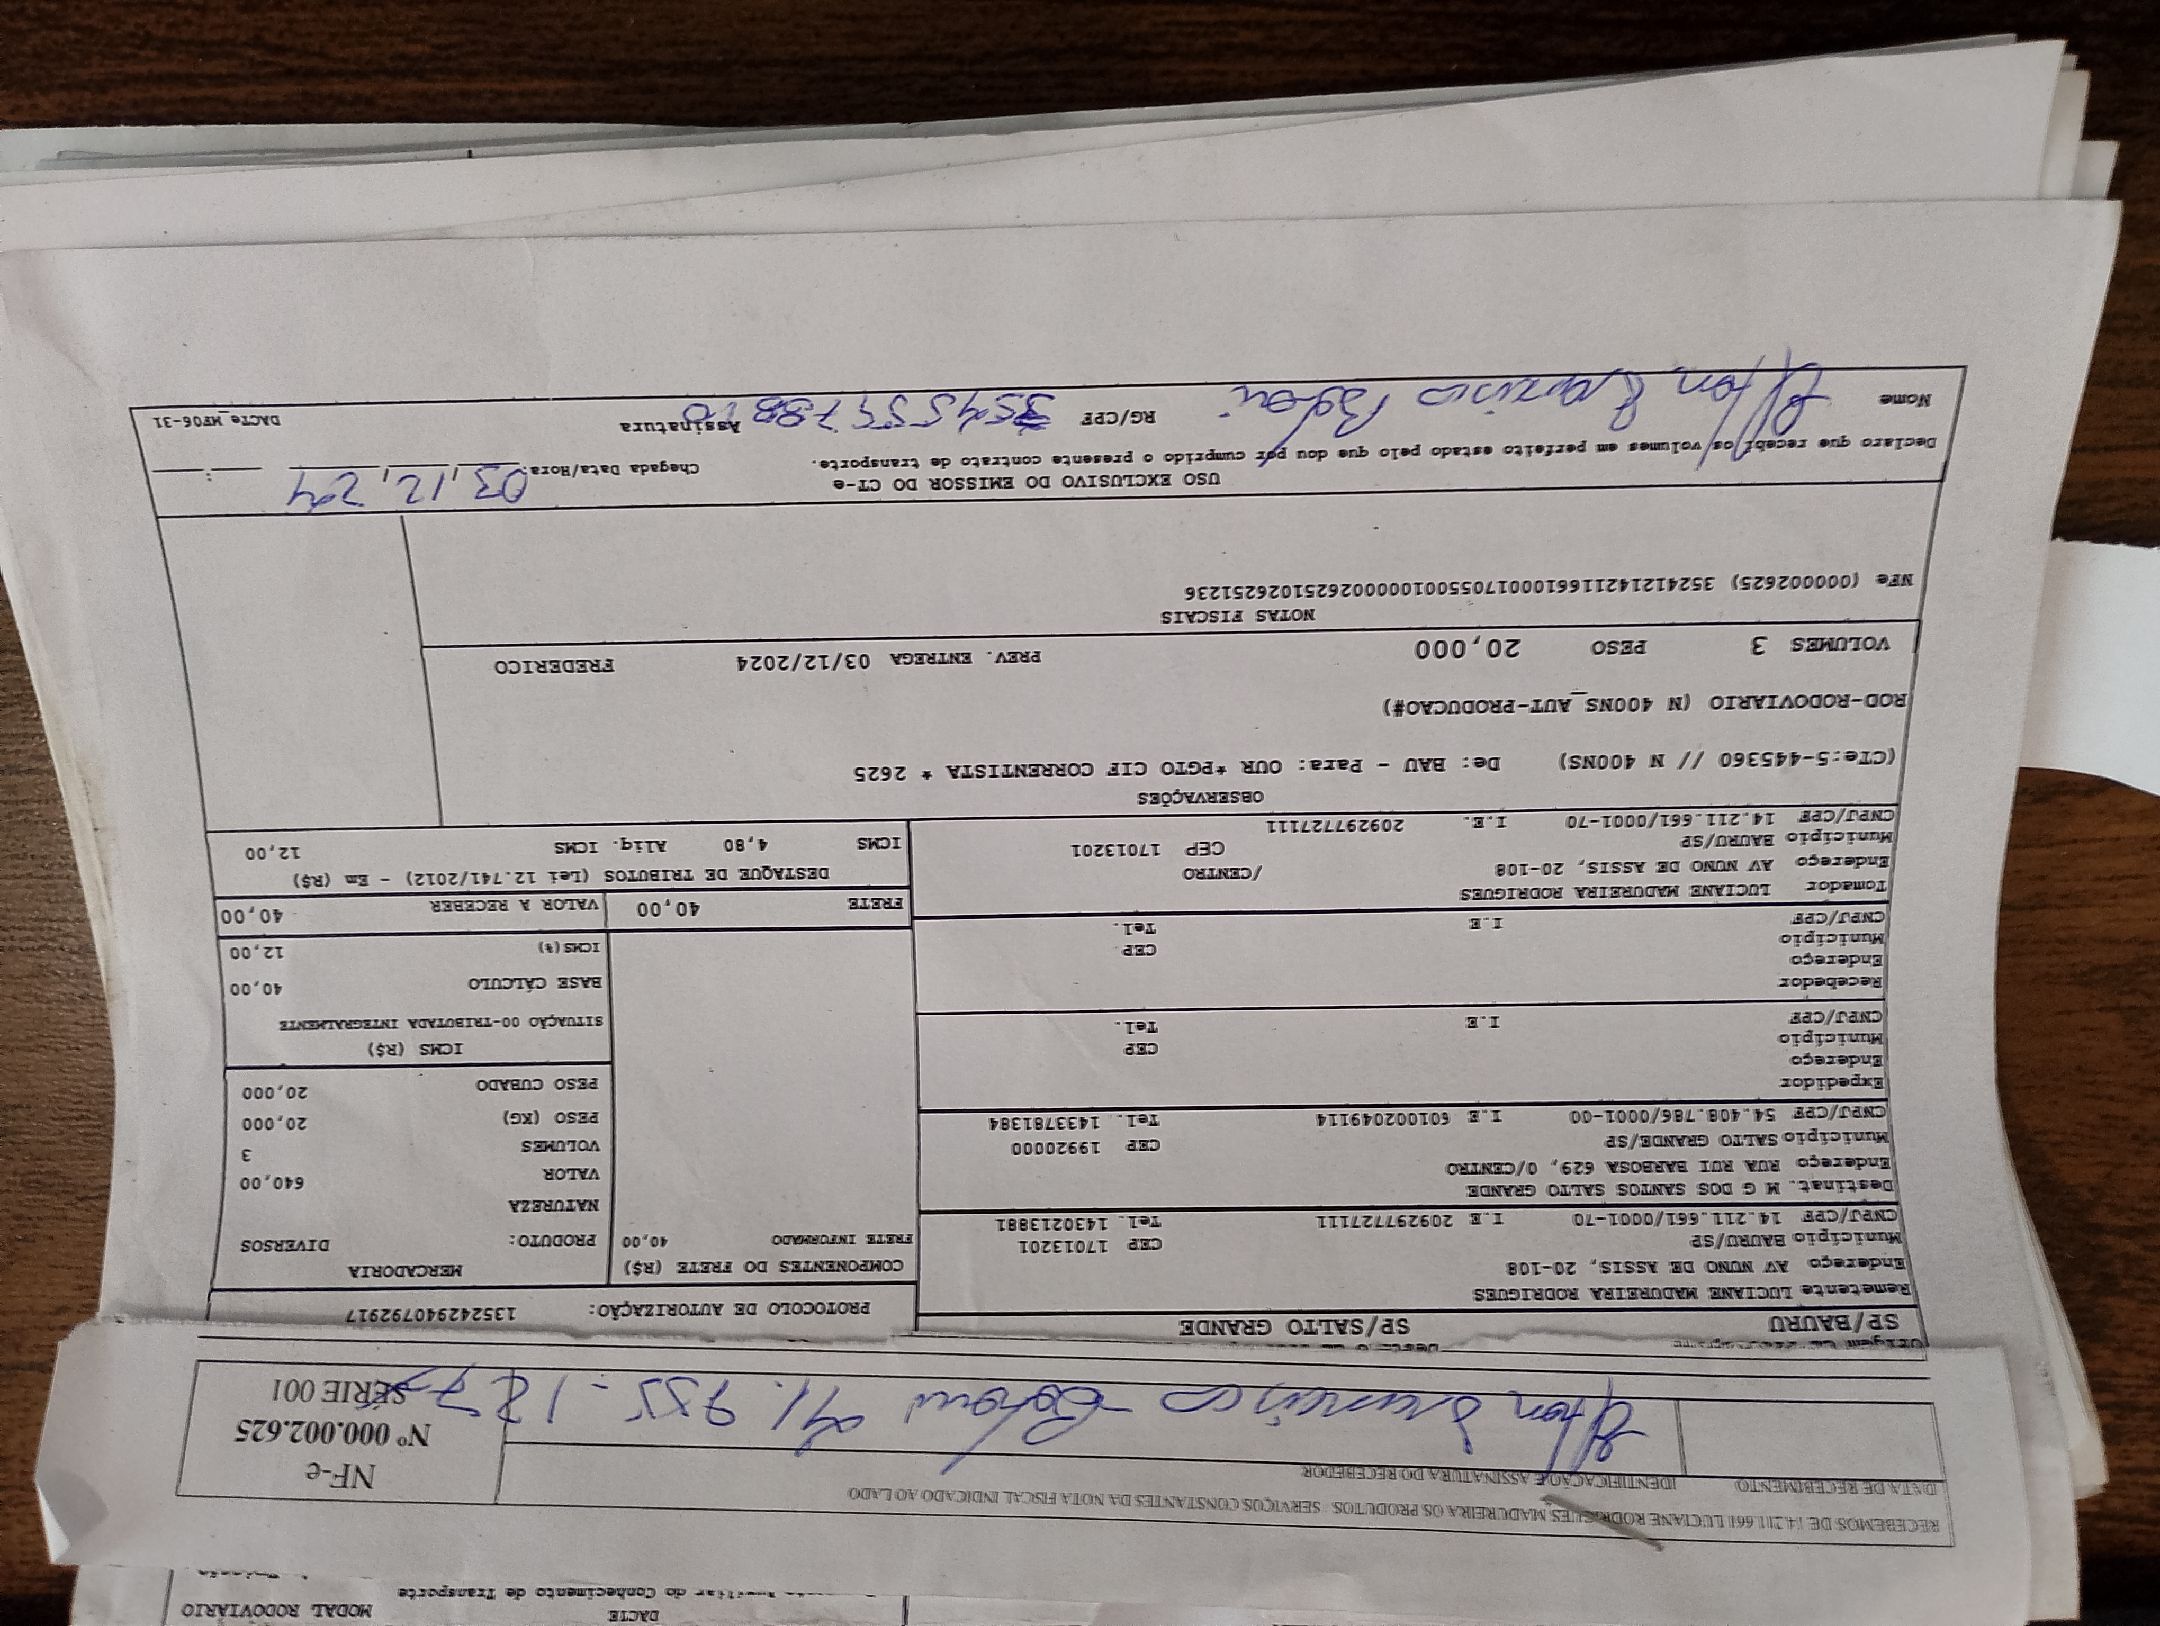 DACTE
MODAL RODOVIÁRIO
do Conhecimento de Transporte
RECEBEMOS DE 14.211.661 LUCIANE RODRIGUES MADUREIRA OS PRODUTOS SERVIÇOS CONSTANTES DA NOTA FISCAL INDICADO AO LADO
DATA DE RECEBIMENTO
IDENTIFICAÇÃO E ASSINATURA DO RECEBEDOR
NF-e
Nº 000.002.625
SÉRIE 001
SP/BAURU
SP/SALTO GRANDE
PROTOCOLO DE AUTORIZAÇÃO: 135242940792917
Remetente LUCIANE MADUREIRA RODRIGUES
Endereço AV NUNO DE ASSIS, 20-108
Município BAURU/SP CEP 17013201
CNPJ/CPF 14.211.661/0001-70 I.E 209297727111 Tel. 1430213881
Destinat. M G DOS SANTOS SALTO GRANDE
Endereço RUA RUI BARBOSA 629, 0/CENTRO
Município SALTO GRANDE/SP CEP 19920000
CNPJ/CPF 54.408.786/0001-00 I.E 601002049114 Tel. 1433781384
Expedidor
Endereço
Município CEP
CNPJ/CPF I.E Tel.
Recebedor
Endereço
Município CEP
CNPJ/CPF I.E Tel.
Tomador LUCIANE MADUREIRA RODRIGUES
Endereço AV NUNO DE ASSIS, 20-108 /CENTRO
Município BAURU/SP CEP 17013201
CNPJ/CPF 14.211.661/0001-70 I.E. 209297727111
COMPONENTES DO FRETE (R$)
FRETE INFORMADO 40,00
MERCADORIA
PRODUTO: DIVERSOS
NATUREZA
VALOR 640,00
VOLUMES 3
PESO (KG) 20,000
PESO CUBADO 20,000
ICMS (R$)
SITUAÇÃO 00-TRIBUTADA INTEGRALMENTE
BASE CÁLCULO 40,00
ICMS(%) 12,00
FRETE 40,00 VALOR A RECEBER 40,00
DESTAQUE DE TRIBUTOS (Lei 12.741/2012) - Em (R$)
ICMS 4,80 Aliq. ICMS 12,00
OBSERVAÇÕES
(CTe:5-445360 // N 400NS) De: BAU - Para: OUR *PGTO CIF CORRENTISTA * 2625
ROD-RODOVIARIO (N 400NS_AUT-PRODUCAO#)
VOLUMES 3 PESO 20,000 PREV. ENTREGA 03/12/2024 FREDERICO
NOTAS FISCAIS
NFe (000002625) 35241214211661000170550010000026251026251236
USO EXCLUSIVO DO EMISSOR DO CT-e
Declaro que recebi os volumes em perfeito estado pelo que dou por cumprido o presente contrato de transporte.
Chegada Data/Hora: 03,12,24
Nome
RG/CPF
Assinatura
DACTe_MF06-31